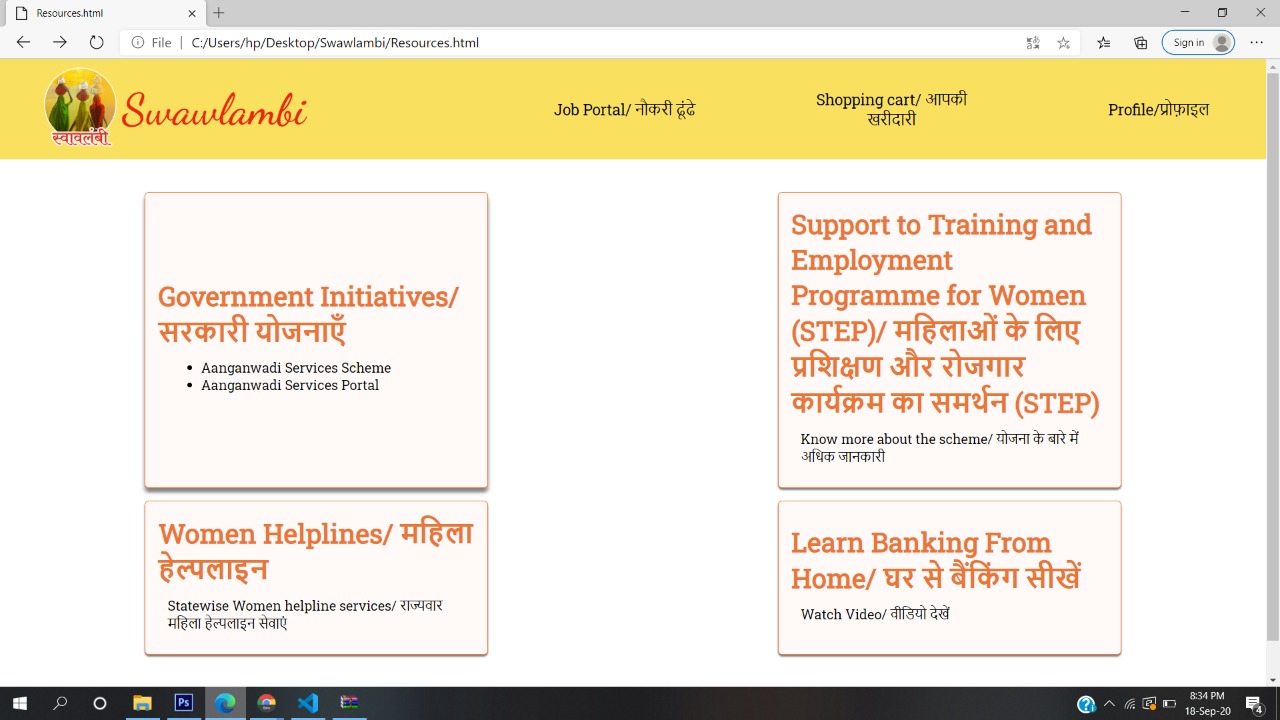 Resources.html
File
C:/Users/hp/Desktop/Swawlambi/Resources.html
Sign in
स्वावलंबी
Swawlambi
Job Portal/ नौकरी ढूंढे
Shopping cart/ आपकी
खरीदारी
Profile/प्रोफ़ाइल
Government Initiatives/
सरकारी योजनाएँ
Aanganwadi Services Scheme
Aanganwadi Services Portal
Support to Training and
Employment
Programme for Women
(STEP)/ महिलाओं के लिए
प्रशिक्षण और रोजगार
कार्यक्रम का समर्थन (STEP)
Know more about the scheme/ योजना के बारे में
अधिक जानकारी
Women Helplines/ महिला
हेल्पलाइन
Statewise Women helpline services/ राज्यवार
महिला हेल्पलाइन सेवाएं
Learn Banking From
Home/ घर से बैंकिंग सीखें
Watch Video/ वीडियो देखें
Ps
8:34 PM
18-Sep-20
4